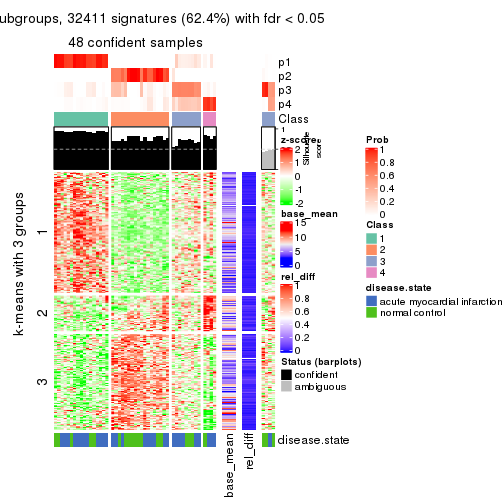 ubgroups, 32411 signatures (62.4%) with fdr < 0.05
48 confident samples
p1
p2
p3
p4
Class
1
Silhouette
score
z-score
2
1
0
-1
-2
base_mean
15
10
5
0
rel_diff
1
0.8
0.6
0.4
0.2
0
Status (barplots)
confident
ambiguous
Prob
1
0.8
0.6
0.4
0.2
0
Class
1
2
3
4
disease.state
acute myocardial infarction
normal control
k-means with 3 groups
1
2
3
disease.state
base_mean
rel_diff